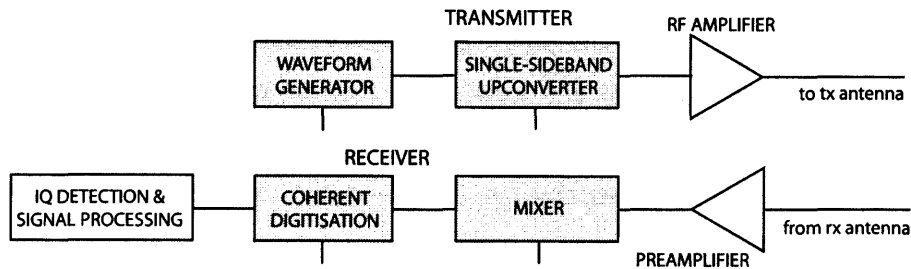 TRANSMITTER
RF AMPLIFIER
WAVEFORM
GENERATOR
SINGLE-SIDEBAND
UPCONVERTER
to tx antenna
RECEIVER
IQ DETECTION &
SIGNAL PROCESSING
COHERENT
DIGITISATION
MIXER
from rx antenna
PREAMPLIFIER